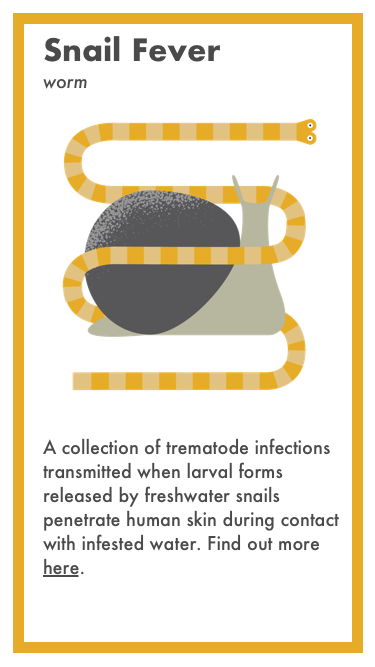 Snail Fever
worm
A collection of trematode infections
transmitted when larval forms
released by freshwater snails
penetrate human skin during contact
with infested water. Find out more
here.